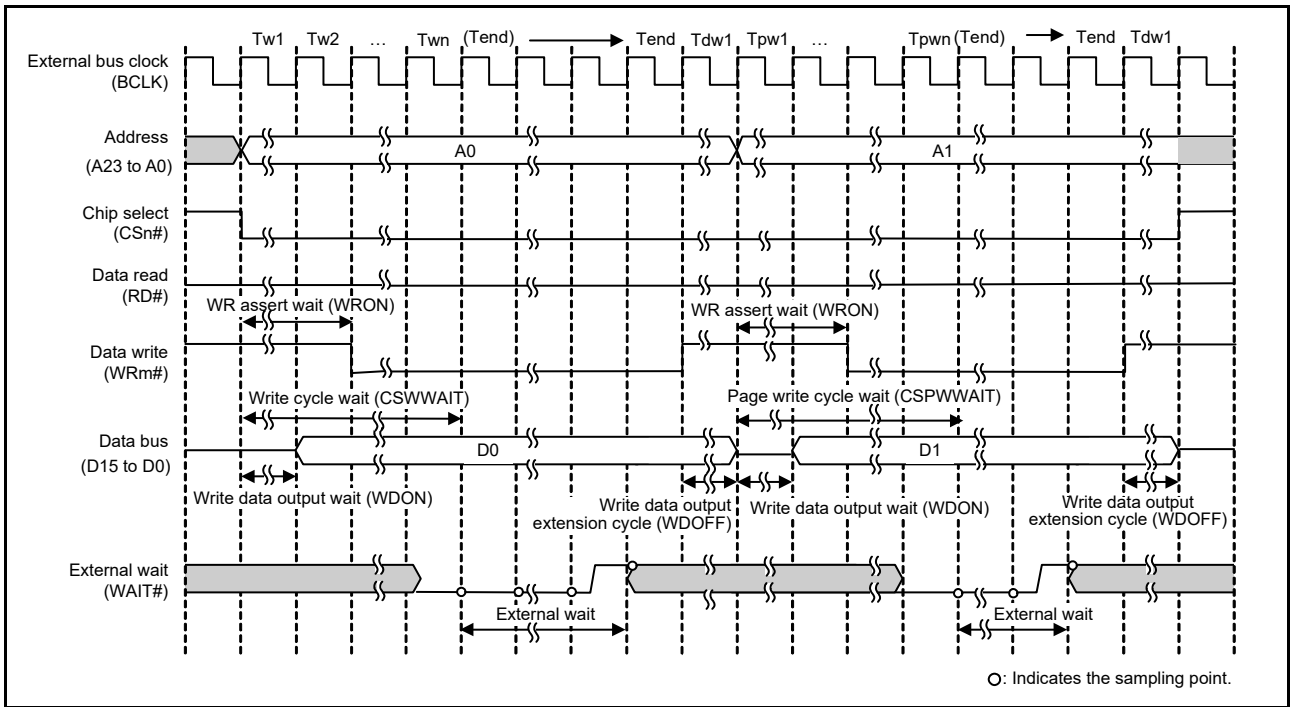 Tw1 Tw2 … Twn (Tend) Tend Tdw1 Tpw1 … Tpwn (Tend) Tend Tdw1
External bus clock
(BCLK)
Address
(A23 to A0)
A0 A1
Chip select
(CSn#)
Data read
(RD#)
WR assert wait (WRON) WR assert wait (WRON)
Data write
(WRm#)
Write cycle wait (CSWWAIT) Page write cycle wait (CSPWWAIT)
Data bus
(D15 to D0)
D0 D1
Write data output wait (WDON) Write data output
extension cycle (WDOFF) Write data output wait (WDON) Write data output
extension cycle (WDOFF)
External wait
(WAIT#)
External wait External wait
: Indicates the sampling point.